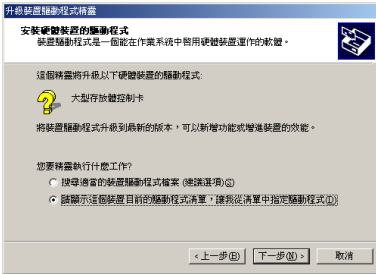 升級裝置驅動程式精靈
安裝硬體裝置的驅動程式
裝置驅動程式是一個能在作業系統中啓用硬體裝置運作的軟體。
這個精靈將升級以下硬體裝置的驅動程式:
大型存放體控制卡
將裝置驅動程式升級到最新的版本，可以新增功能或增進裝置的效能。
您要精靈執行什麼工作?
搜尋適當的裝置驅動程式檔案 (建議選項)(S)
請顯示這個裝置目前的驅動程式清單，讓我從清單中指定驅動程式(D)
<上一步(B) 下一步(N)> 取消